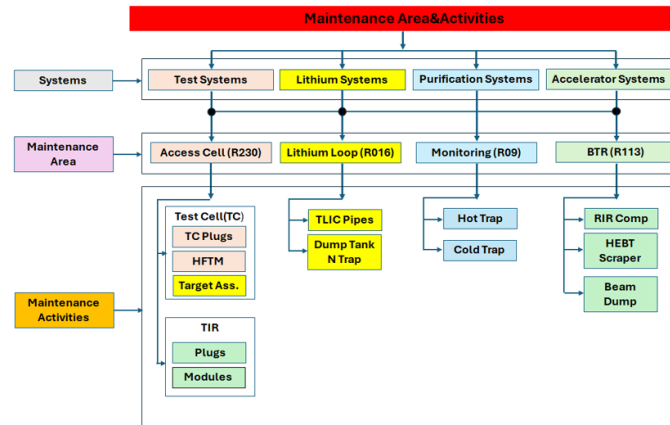 Maintenance Area&Activities
Systems
Test Systems
Lithium Systems
Purification Systems
Accelerator Systems
Maintenance
Area
Access Cell (R230)
Lithium Loop (R016)
Monitoring (R09)
BTR (R113)
Maintenance
Activities
Test Cell(TC)
TC Plugs
HFTM
Target Ass.
TIR
Plugs
Modules
TLIC Pipes
Dump Tank
N Trap
Hot Trap
Cold Trap
RIR Comp
HEBT
Scraper
Beam
Dump